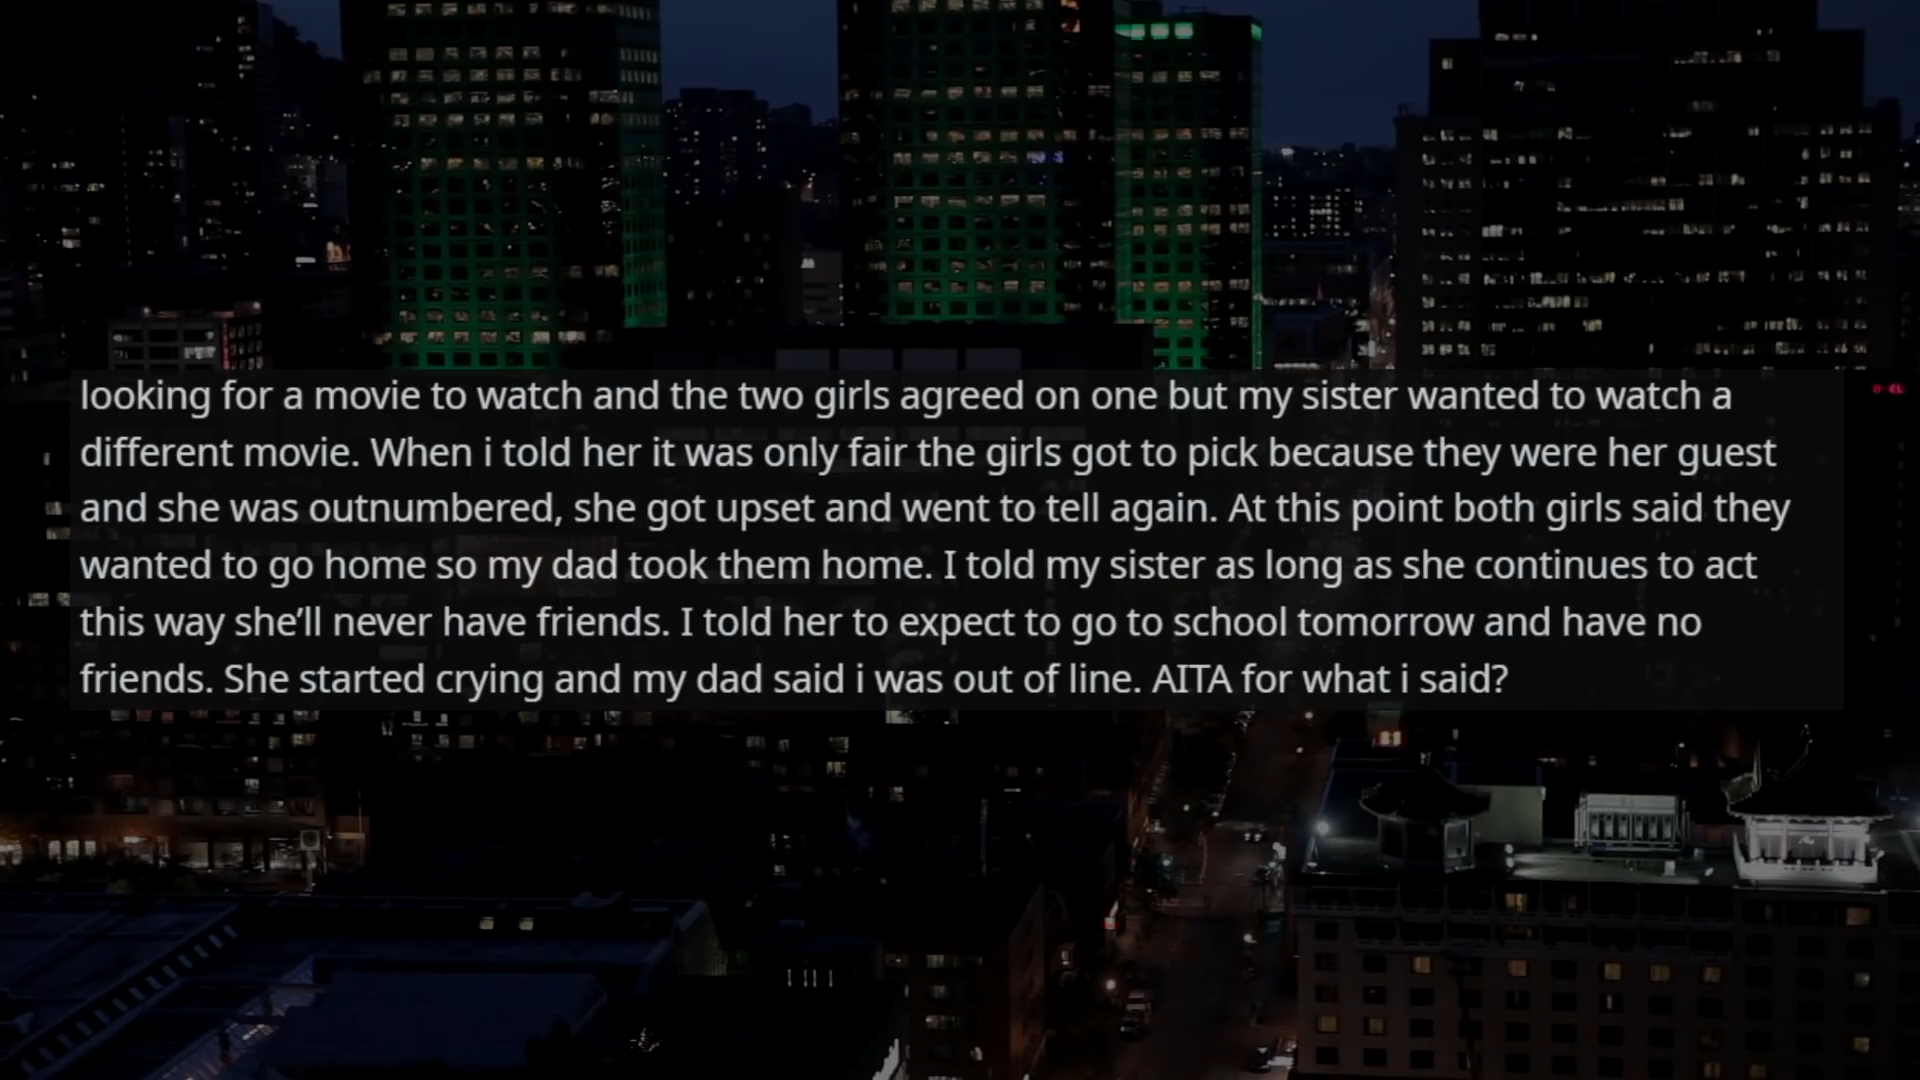 looking for a movie to watch and the two girls agreed on one but my sister wanted to watch a
different movie. When i told her it was only fair the girls got to pick because they were her guest
and she was outnumbered, she got upset and went to tell again. At this point both girls said they
wanted to go home so my dad took them home. I told my sister as long as she continues to act
this way she’ll never have friends. I told her to expect to go to school tomorrow and have no
friends. She started crying and my dad said i was out of line. AITA for what i said?